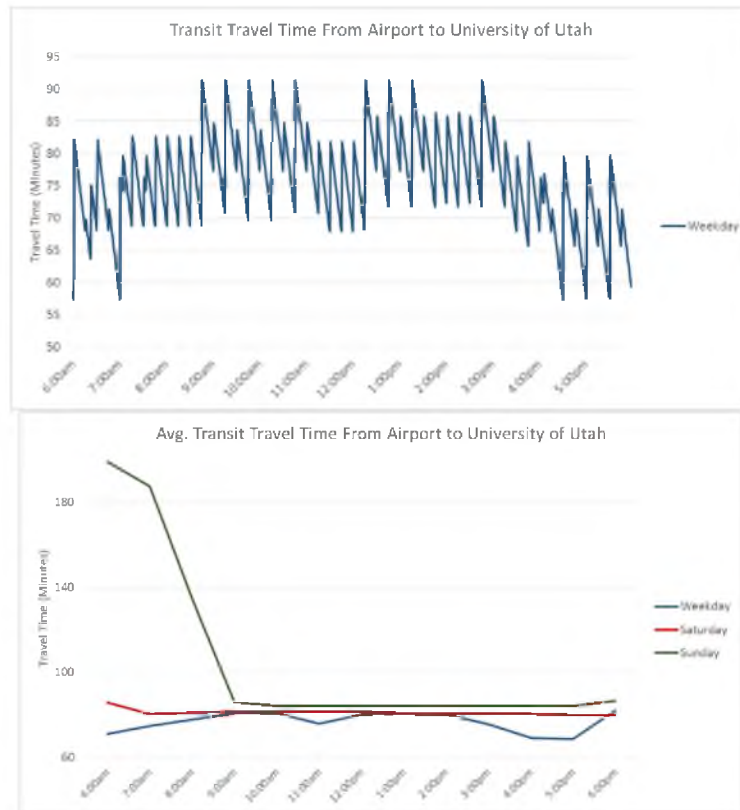 Transit Travel Time From Airport to University of Utah
95
90
85
80
75
70
65
60
55
50
Travel Time (Minutes)
6:00am
7:00am
8:00am
9:00am
10:00am
11:00am
12:00pm
1:00pm
2:00pm
3:00pm
4:00pm
5:00pm
Weekday
Avg. Transit Travel Time From Airport to University of Utah
180
140
100
60
Travel Time (Minutes)
6:00am
7:00am
8:00am
9:00am
10:00am
11:00am
12:00pm
1:00pm
2:00pm
3:00pm
4:00pm
5:00pm
6:00pm
Weekday
Saturday
Sunday